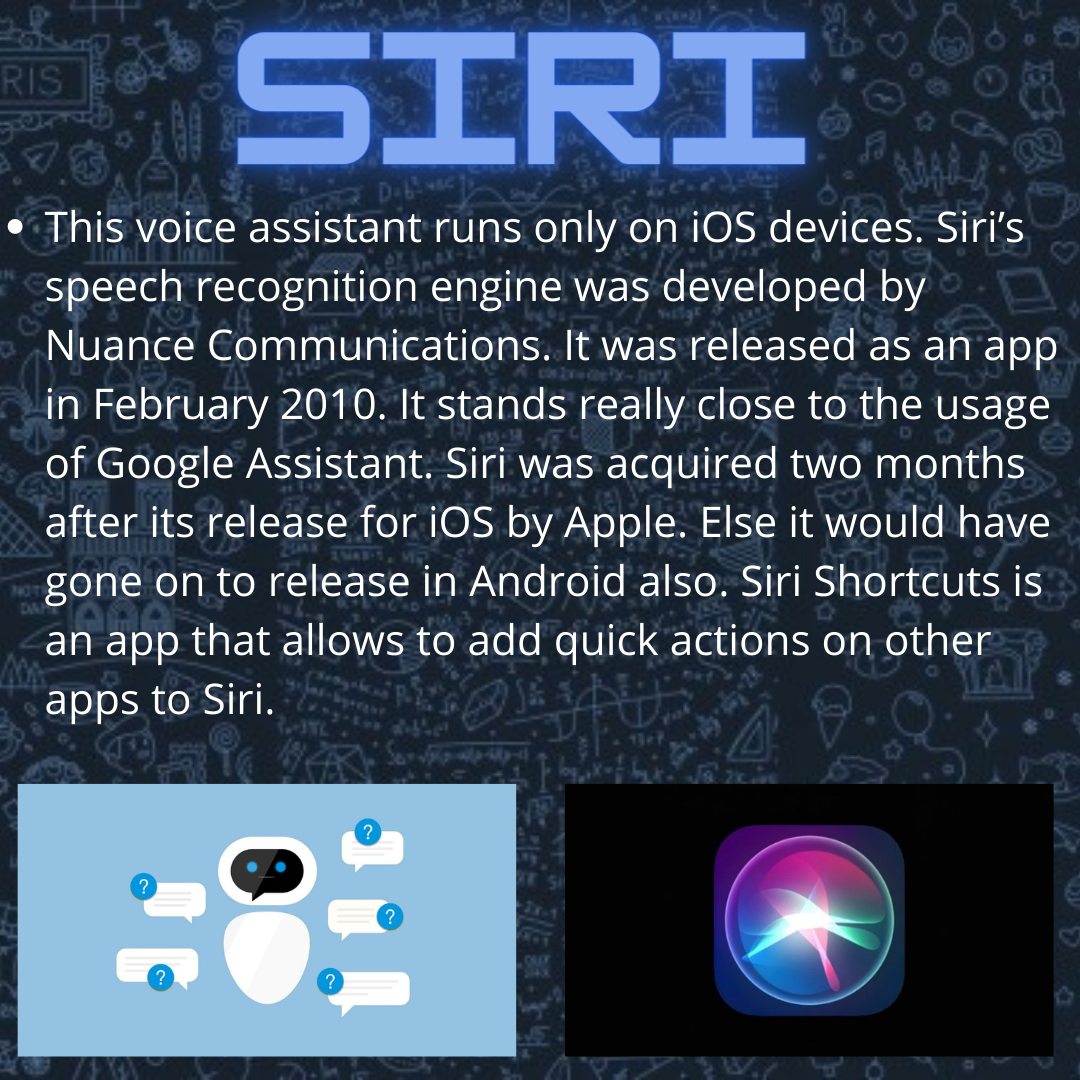 SIRI
RIS
• This voice assistant runs only on iOS devices. Siri’s
speech recognition engine was developed by
Nuance Communications. It was released as an app
in February 2010. It stands really close to the usage
of Google Assistant. Siri was acquired two months
after its release for iOS by Apple. Else it would have
gone on to release in Android also. Siri Shortcuts is
an app that allows to add quick actions on other
apps to Siri.
?
?
?
?
?